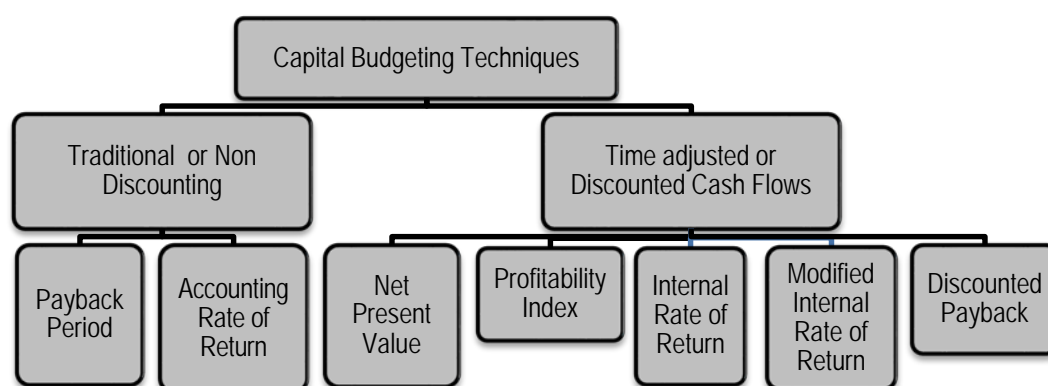 Capital Budgeting Techniques
Traditional or Non
Discounting
Time adjusted or
Discounted Cash Flows
Payback
Period
Accounting
Rate of
Return
Net
Present
Value
Profitability
Index
Internal
Rate of
Return
Modified
Internal
Rate of
Return
Discounted
Payback